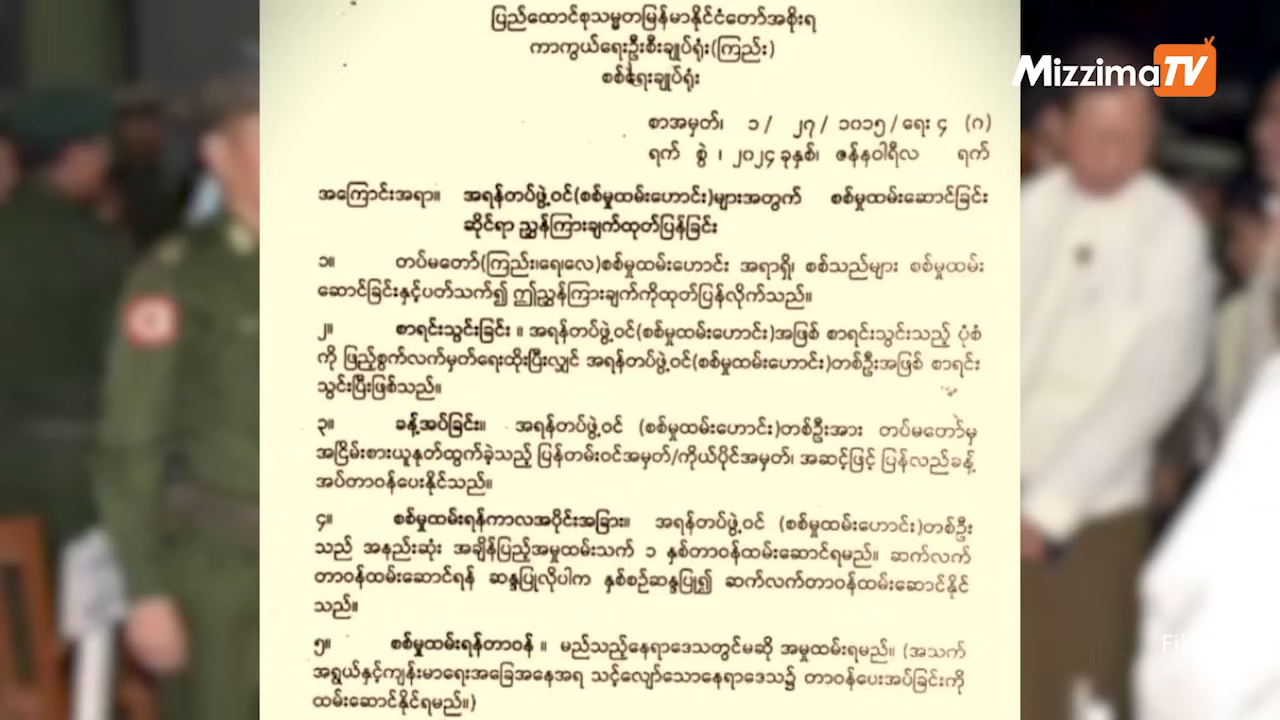 ပြည်ထောင်စုသမ္မတမြန်မာနိုင်ငံတော်အစိုးရ
ကာကွယ်ရေးဦးစီးချုပ်ရုံး(ကြည်း)
စစ်ရေးချုပ်ရုံး
MizzimaTV
စာအမှတ်၊ ၁ / ၂၇ / ၁၀၁၅ / ရေး ၄ (ဂ)
ရက် စွဲ ၊ ၂၀၂၄ ခုနှစ်၊ ဇန်နဝါရီလ ရက်
အကြောင်းအရာ။ အရန်တပ်ဖွဲ့ဝင်(စစ်မှုထမ်းဟောင်း)များအတွက် စစ်မှုထမ်းဆောင်ခြင်း
ဆိုင်ရာ ညွှန်ကြားချက်ထုတ်ပြန်ခြင်း
၁။ တပ်မတော်(ကြည်း၊ရေ၊လေ)စစ်မှုထမ်းဟောင်း အရာရှိ၊ စစ်သည်များ စစ်မှုထမ်း
ဆောင်ခြင်းနှင့်ပတ်သက်၍ ဤညွှန်ကြားချက်ကိုထုတ်ပြန်လိုက်သည်။
၂။ စာရင်းသွင်းခြင်း ။ အရန်တပ်ဖွဲ့ဝင်(စစ်မှုထမ်းဟောင်း)အဖြစ် စာရင်းသွင်းသည့် ပုံစံ
ကို ဖြည့်စွက်လက်မှတ်ရေးထိုးပြီးလျှင် အရန်တပ်ဖွဲ့ဝင်(စစ်မှုထမ်းဟောင်း)တစ်ဦးအဖြစ် စာရင်း
သွင်းပြီးဖြစ်သည်။
၃။ ခန့်အပ်ခြင်း။ အရန်တပ်ဖွဲ့ဝင် (စစ်မှုထမ်းဟောင်း)တစ်ဦးအား တပ်မတော်မှ
အငြိမ်းစားယူနုတ်ထွက်ခဲ့သည့် ပြန်တမ်းဝင်အမှတ်/ကိုယ်ပိုင်အမှတ်၊ အဆင့်ဖြင့် ပြန်လည်ခန့်
အပ်တာဝန်ပေးနိုင်သည်။
၄။ စစ်မှုထမ်းရန်ကာလအပိုင်းအခြား။ အရန်တပ်ဖွဲ့ဝင် (စစ်မှုထမ်းဟောင်း)တစ်ဦး
သည် အနည်းဆုံး အချိန်ပြည့်အမှုထမ်းသက် ၁ နှစ်တာဝန်ထမ်းဆောင်ရမည်။ ဆက်လက်
တာဝန်ထမ်းဆောင်ရန် ဆန္ဒပြုလိုပါက နှစ်စဉ်ဆန္ဒပြု၍ ဆက်လက်တာဝန်ထမ်းဆောင်နိုင်
သည်။
၅။ စစ်မှုထမ်းရန်တာဝန် ။ မည်သည့်နေရာဒေသတွင်မဆို အမှုထမ်းရမည်။ (အသက်
အရွယ်နှင့်ကျန်းမာရေးအခြေအနေအရ သင့်လျော်သောနေရာဒေသ၌ တာဝန်ပေးအပ်ခြင်းကို
ထမ်းဆောင်နိုင်ရမည်။)